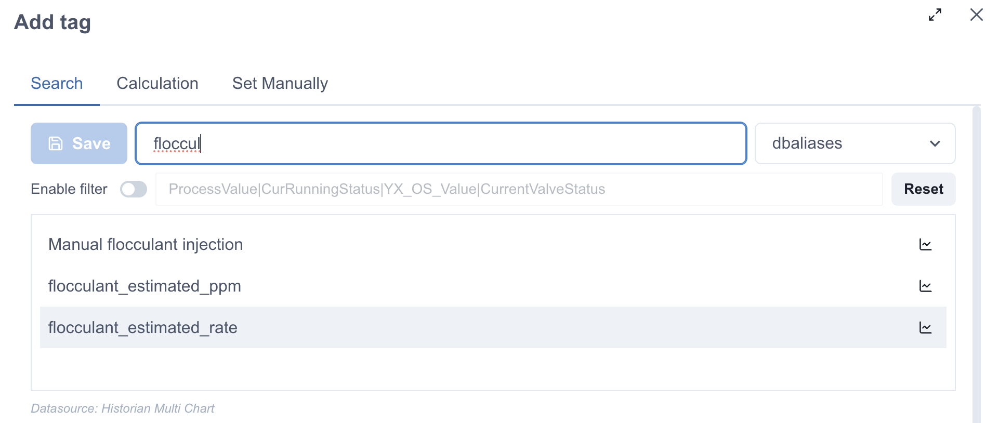 Add tag
Search Calculation Set Manually
Save floccul dbaliases
Enable filter ProcessValue|CurRunningStatus|YX_OS_Value|CurrentValveStatus Reset
Manual flocculant injection
flocculant_estimated_ppm
flocculant_estimated_rate
Datasource: Historian Multi Chart